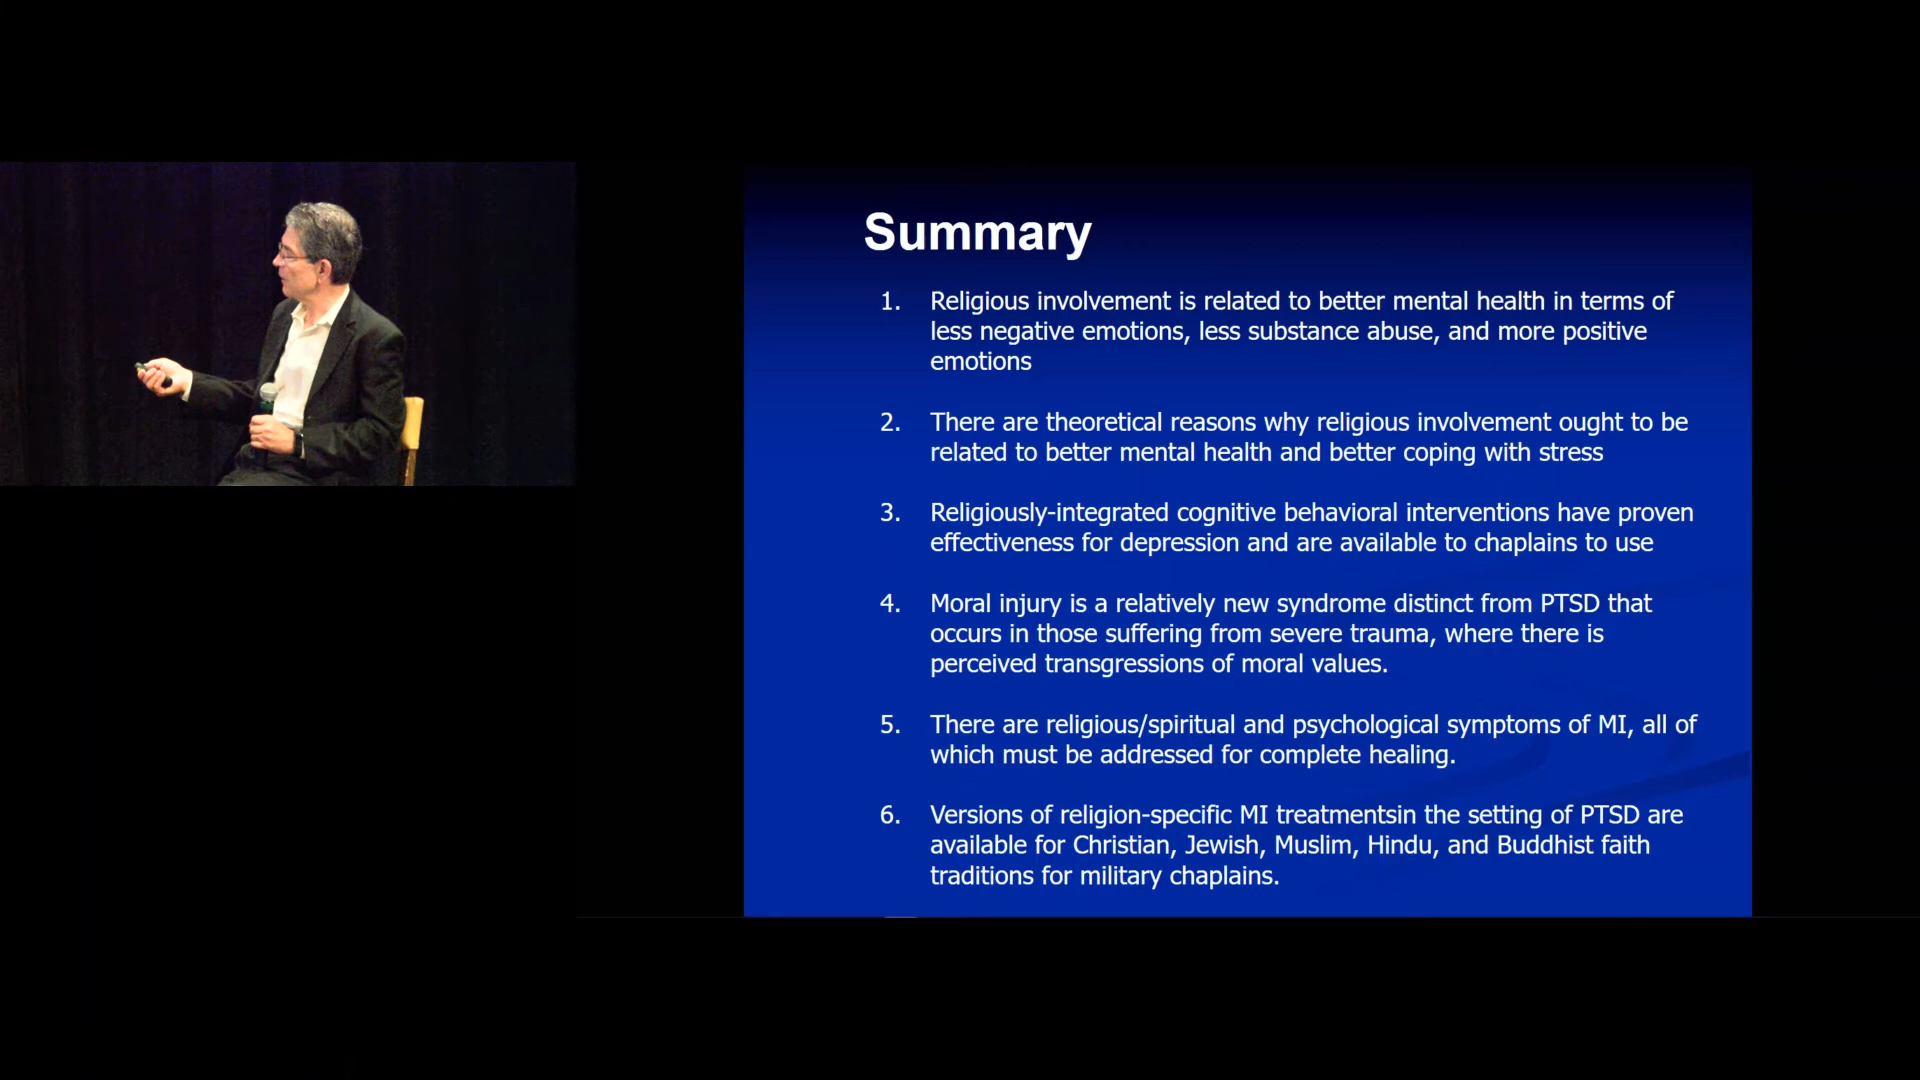 Summary
1. Religious involvement is related to better mental health in terms of
less negative emotions, less substance abuse, and more positive
emotions
2. There are theoretical reasons why religious involvement ought to be
related to better mental health and better coping with stress
3. Religiously-integrated cognitive behavioral interventions have proven
effectiveness for depression and are available to chaplains to use
4. Moral injury is a relatively new syndrome distinct from PTSD that
occurs in those suffering from severe trauma, where there is
perceived transgressions of moral values.
5. There are religious/spiritual and psychological symptoms of MI, all of
which must be addressed for complete healing.
6. Versions of religion-specific MI treatmentsin the setting of PTSD are
available for Christian, Jewish, Muslim, Hindu, and Buddhist faith
traditions for military chaplains.